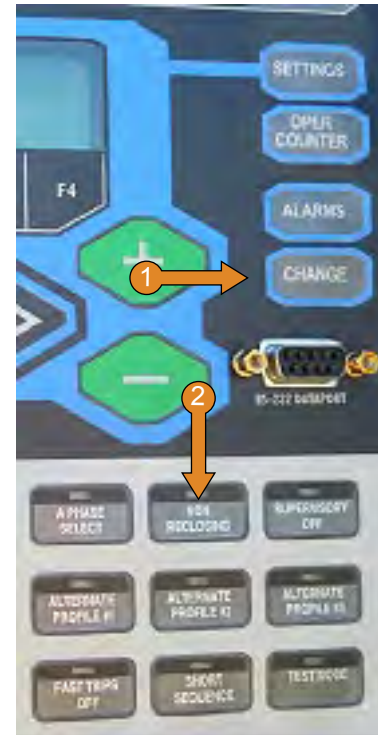 SETTINGS
OPER
COUNTER
F4
ALARMS
+
1
CHANGE
−
2
RS-232 DATAPORT
A PHASE
SELECT
NON
RECLOSING
SUPERVISORY
OFF
ALTERNATE
PROFILE #1
ALTERNATE
PROFILE #2
ALTERNATE
PROFILE #3
FAST TRIPS
OFF
SHORT
SEQUENCE
TEST MODE